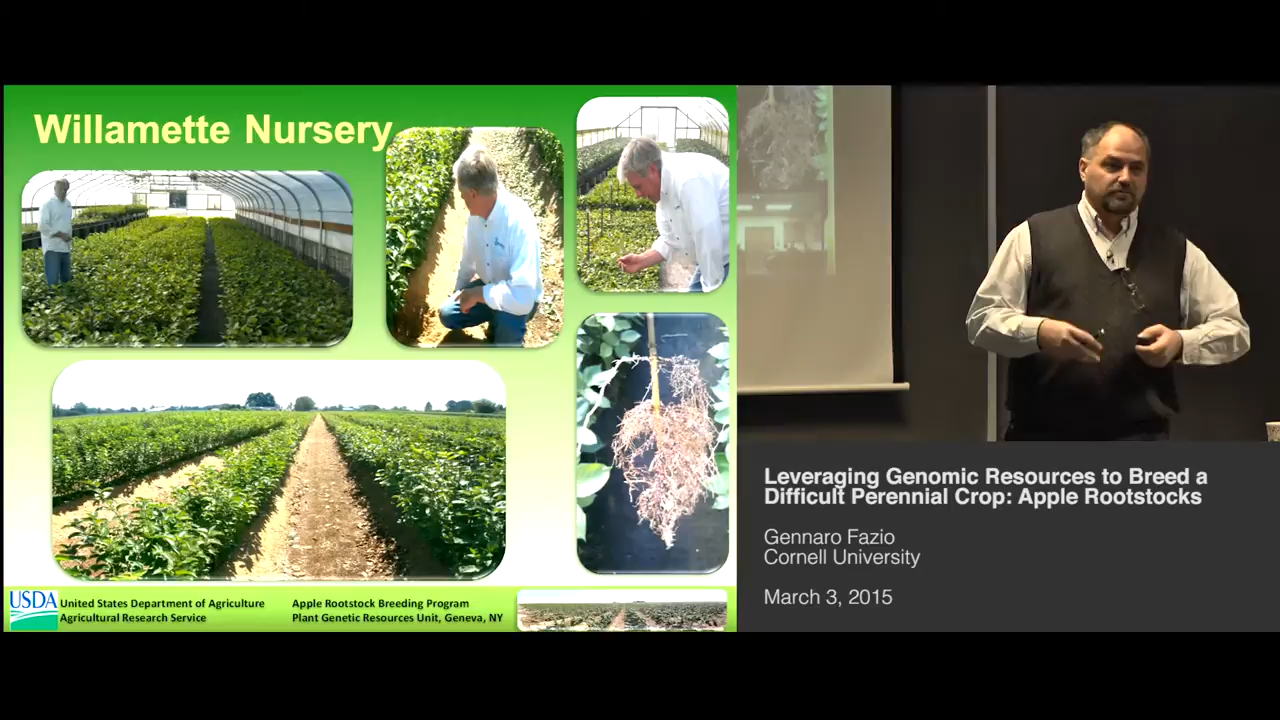 Willamette Nursery
USDA
United States Department of Agriculture
Agricultural Research Service
Apple Rootstock Breeding Program
Plant Genetic Resources Unit, Geneva, NY
Leveraging Genomic Resources to Breed a
Difficult Perennial Crop: Apple Rootstocks
Gennaro Fazio
Cornell University
March 3, 2015